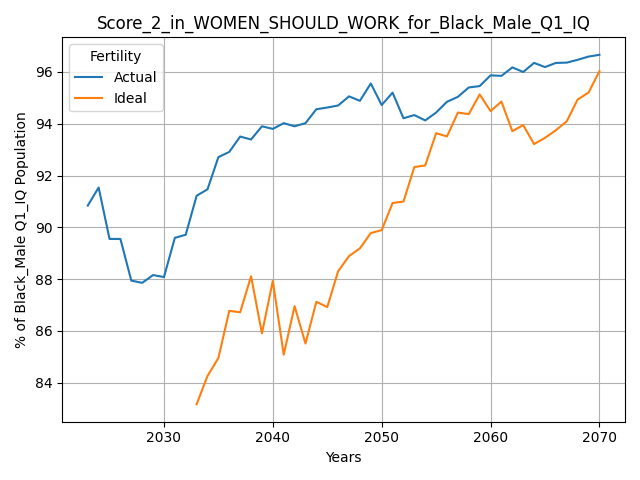 Score_2_in_WOMEN_SHOULD_WORK_for_Black_Male_Q1_IQ
Fertility
Actual
Ideal
% of Black_Male Q1_IQ Population
96
94
92
90
88
86
84
2030
2040
2050
2060
2070
Years